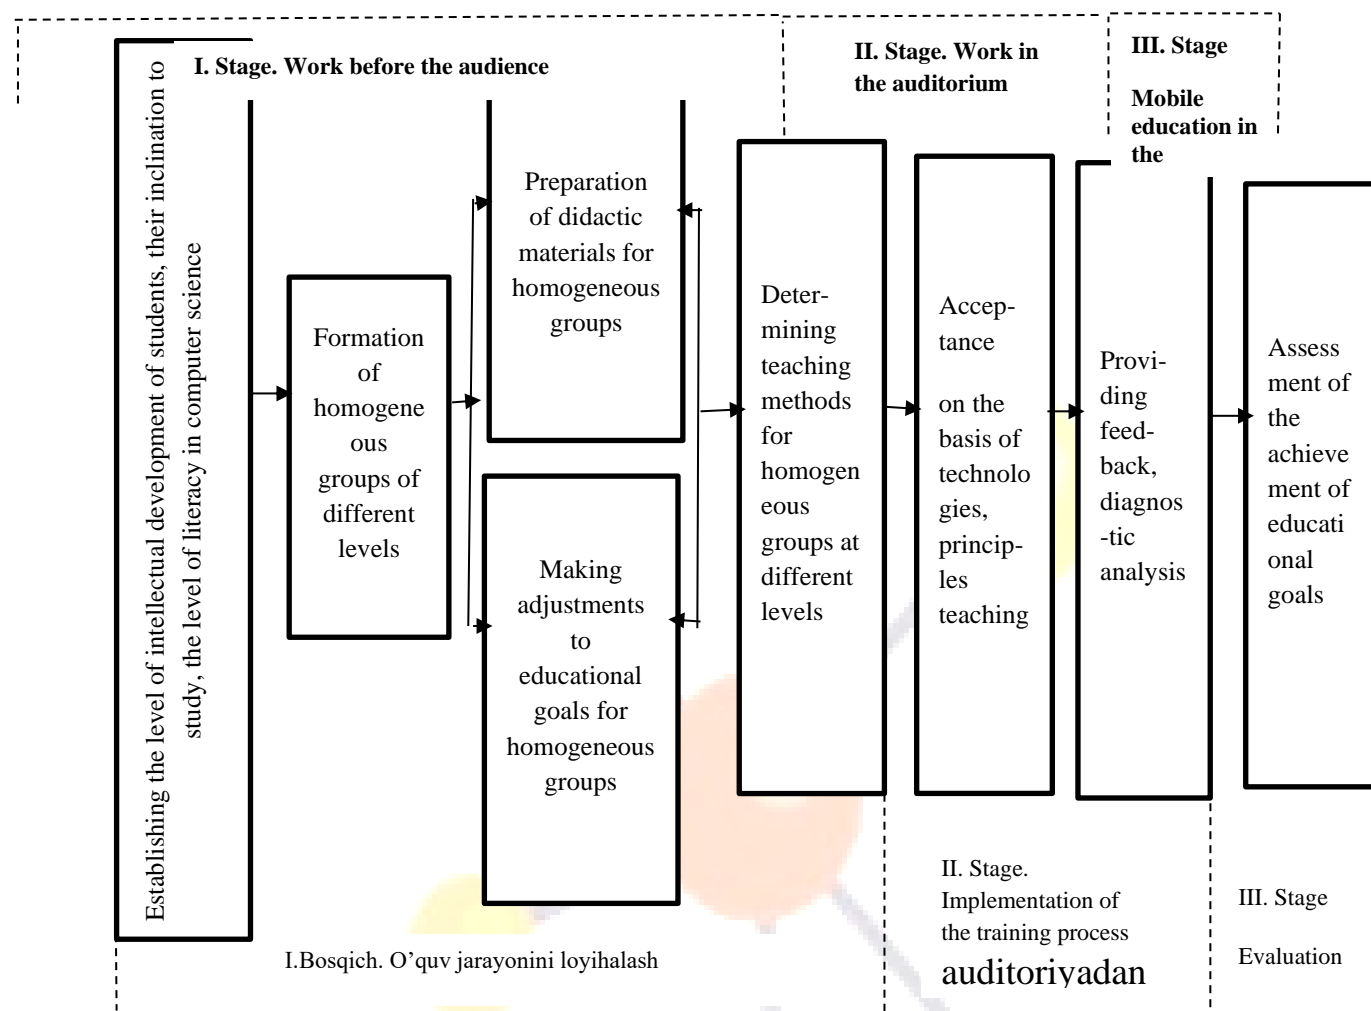 I. Stage. Work before the audience
II. Stage. Work in
the auditorium
III. Stage
Mobile
education in
the
Establishing the level of intellectual development of students, their inclination to
study, the level of literacy in computer science
Formation
of
homogene
ous
groups of
different
levels
Preparation
of didactic
materials for
homogeneous
groups
Making
adjustments
to
educational
goals for
homogeneous
groups
Deter-
mining
teaching
methods
for
homogen
eous
groups at
different
levels
Accep-
tance
on the
basis of
technolo
gies,
princip-
les
teaching
Provi-
ding
feed-
back,
diagnos
-tic
analysis
Assess
ment of
the
achieve
ment of
educati
onal
goals
I.Bosqich. O’quv jarayonini loyihalash
II. Stage.
Implementation of
the training process
auditoriyadan
III. Stage
Evaluation